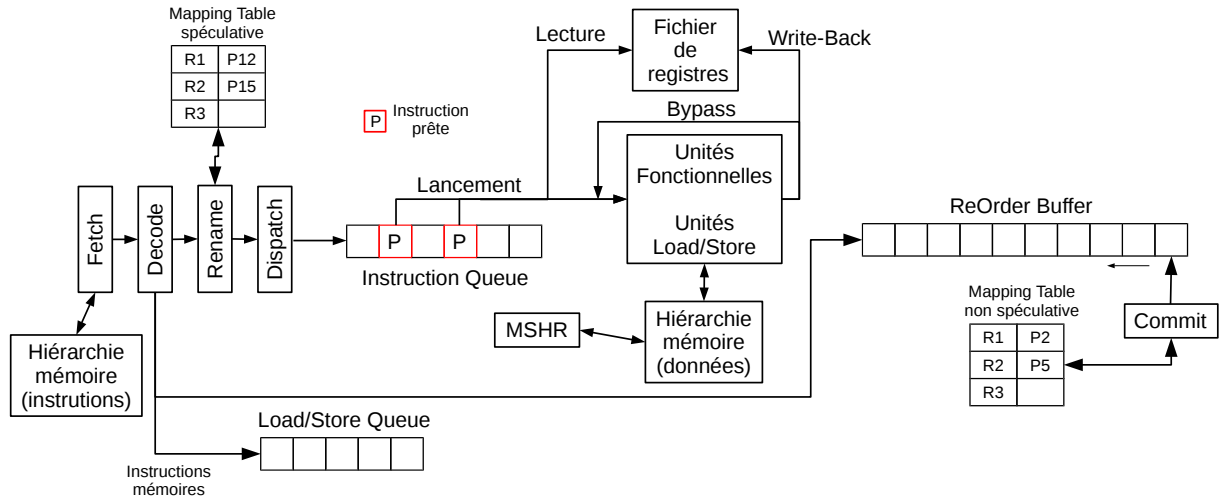 Mapping Table
spéculative
R1 P12
R2 P15
R3
Lecture
Fichier
de
registres
Write-Back
P Instruction
prête
Bypass
Unités
Fonctionnelles
Unités
Load/Store
Lancement
Fetch
Decode
Rename
Dispatch
P P
Instruction Queue
ReOrder Buffer
Mapping Table
non spéculative
R1 P2
R2 P5
R3
Commit
MSHR
Hiérarchie
mémoire
(données)
Hiérarchie
mémoire
(instrutions)
Load/Store Queue
Instructions
mémoires